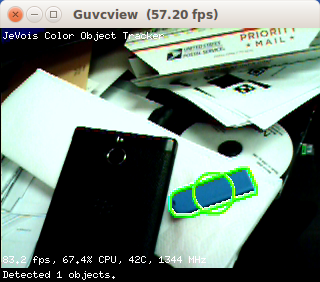 Guvcview (57.20 fps)
JeVois Color Object Tracker
PRIORITY
MAIL
UNITED STATES
POSTAL SERVICE
83.2 fps, 67.4% CPU, 42C, 1344 MHz
Detected 1 objects.